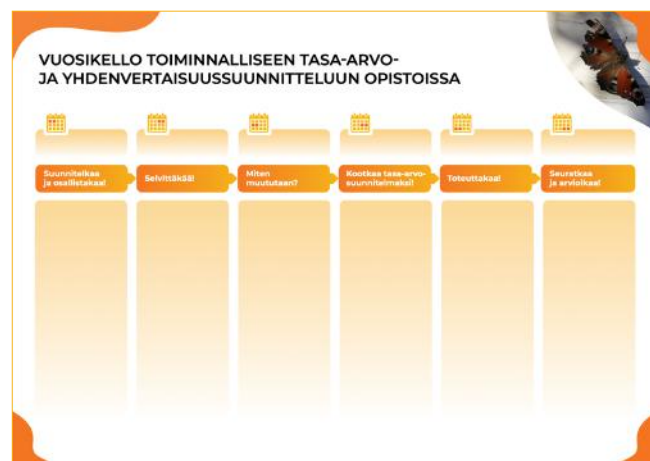 VUOSIKELLO TOIMINNALLISEEN TASA-ARVO-
JA YHDENVERTAISUUSSUUNNITTELUUN OPISTOISSA
Suunnitelkaa
ja osallistakaa!
Selvittäkää!
Miten
muututaan?
Kootkaa tasa-arvo-
suunnitelmaksi!
Toteuttakaa!
Seuratkaa
ja arvioikaa!